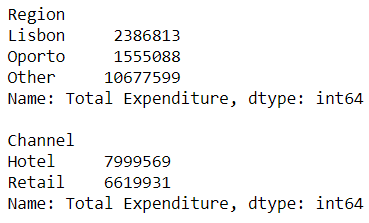 Region
Lisbon     2386813
Oporto     1555088
Other     10677599
Name: Total Expenditure, dtype: int64

Channel
Hotel     7999569
Retail    6619931
Name: Total Expenditure, dtype: int64